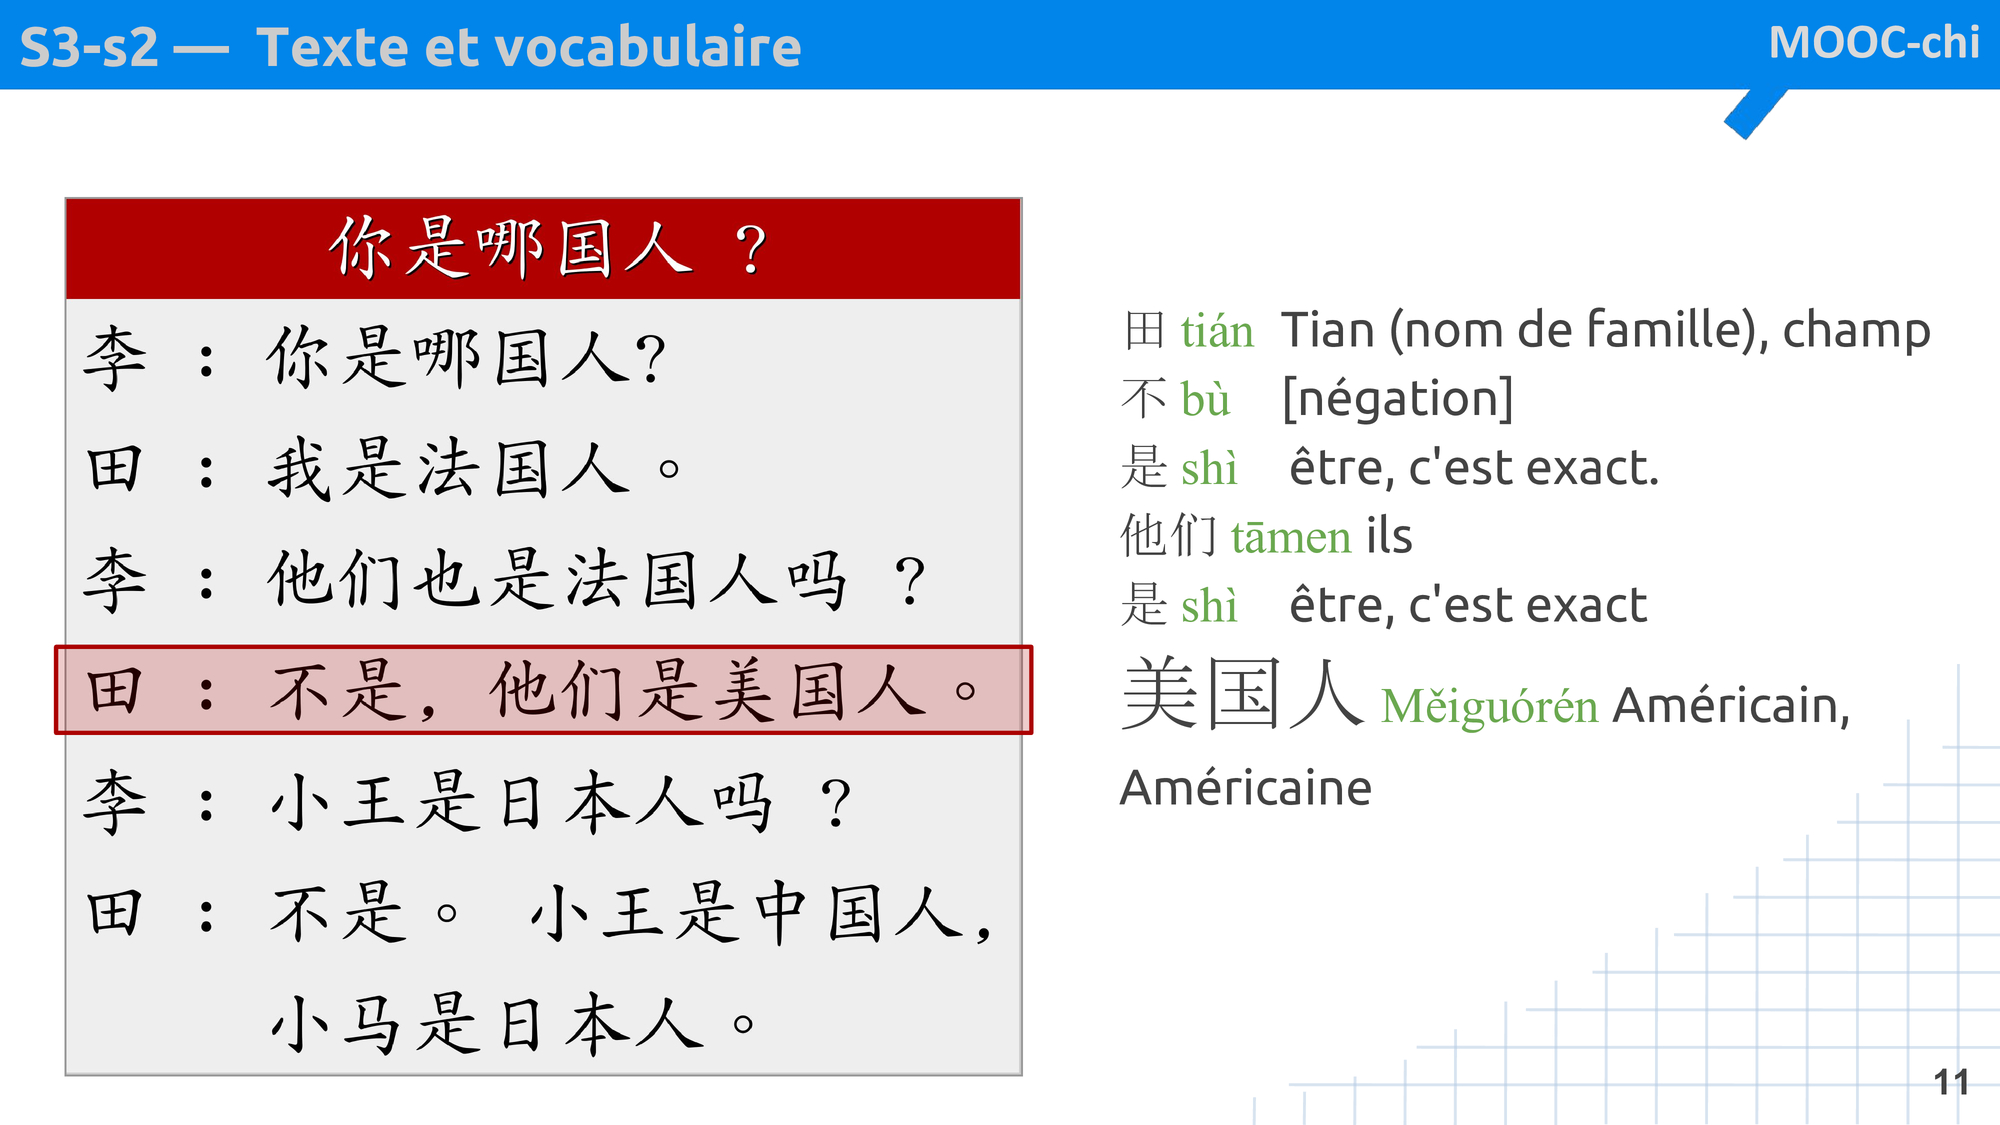 S3-s2 — Texte et vocabulaire
MOOC-chi
你是哪国人 ?
李 : 你是哪国人?
田 : 我是法国人。
李 : 他们也是法国人吗 ?
田 : 不是, 他们是美国人。
李 : 小王是日本人吗 ?
田 : 不是。 小王是中国人,
小马是日本人。
田 tián Tian (nom de famille), champ
不 bù [négation]
是 shì être, c'est exact.
他们 tāmen ils
是 shì être, c'est exact
美国人 Měiguórén Américain,
Américaine
11